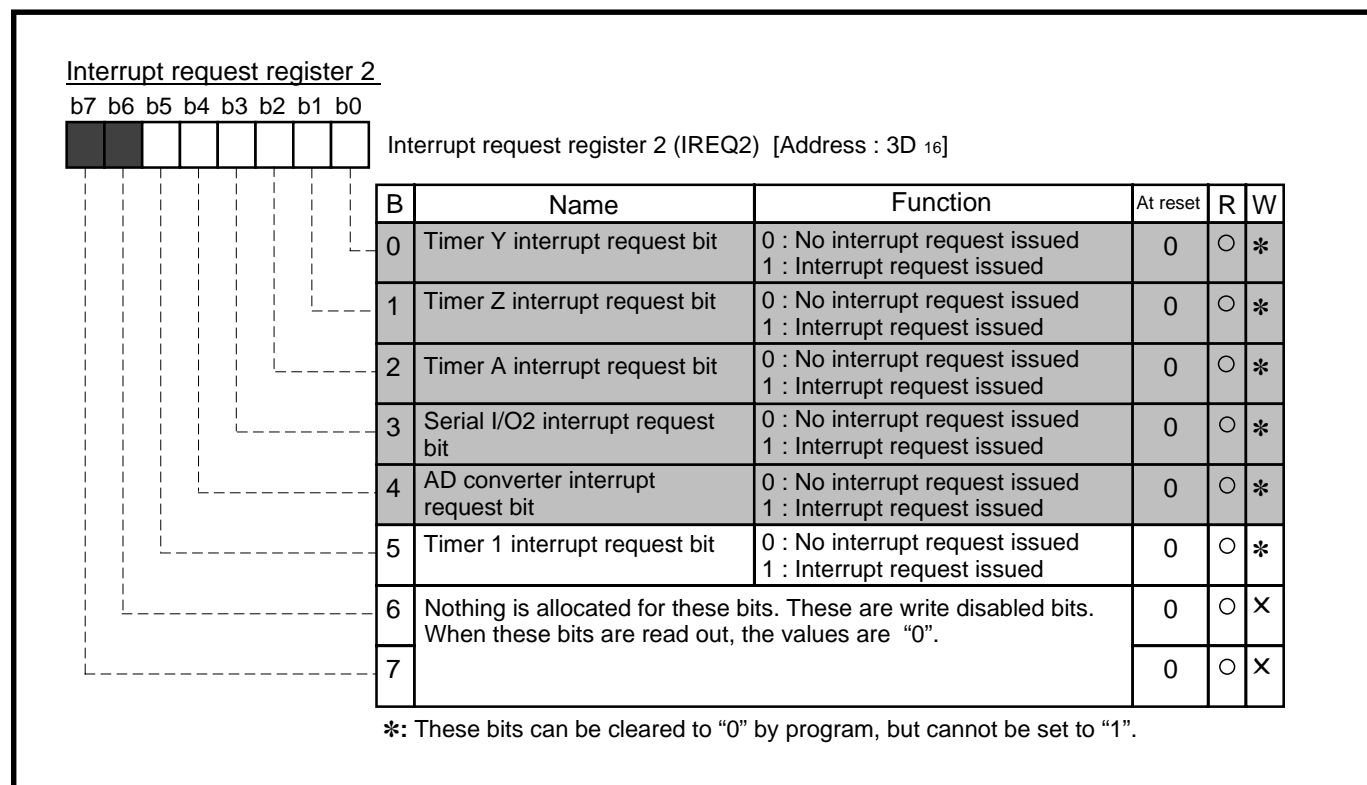 Interrupt request register 2
b7 b6 b5 b4 b3 b2 b1 b0
Interrupt request register 2 (IREQ2) [Address : 3D 16]
B Name Function At reset R W
0 Timer Y interrupt request bit 0 : No interrupt request issued 0 ○ ✽
1 : Interrupt request issued
1 Timer Z interrupt request bit 0 : No interrupt request issued 0 ○ ✽
1 : Interrupt request issued
2 Timer A interrupt request bit 0 : No interrupt request issued 0 ○ ✽
1 : Interrupt request issued
3 Serial I/O2 interrupt request 0 : No interrupt request issued 0 ○ ✽
bit 1 : Interrupt request issued
4 AD converter interrupt 0 : No interrupt request issued 0 ○ ✽
request bit 1 : Interrupt request issued
5 Timer 1 interrupt request bit 0 : No interrupt request issued 0 ○ ✽
1 : Interrupt request issued
6 Nothing is allocated for these bits. These are write disabled bits. 0 ○ ×
When these bits are read out, the values are “0”.
7 0 ○ ×
✽: These bits can be cleared to “0” by program, but cannot be set to “1”.